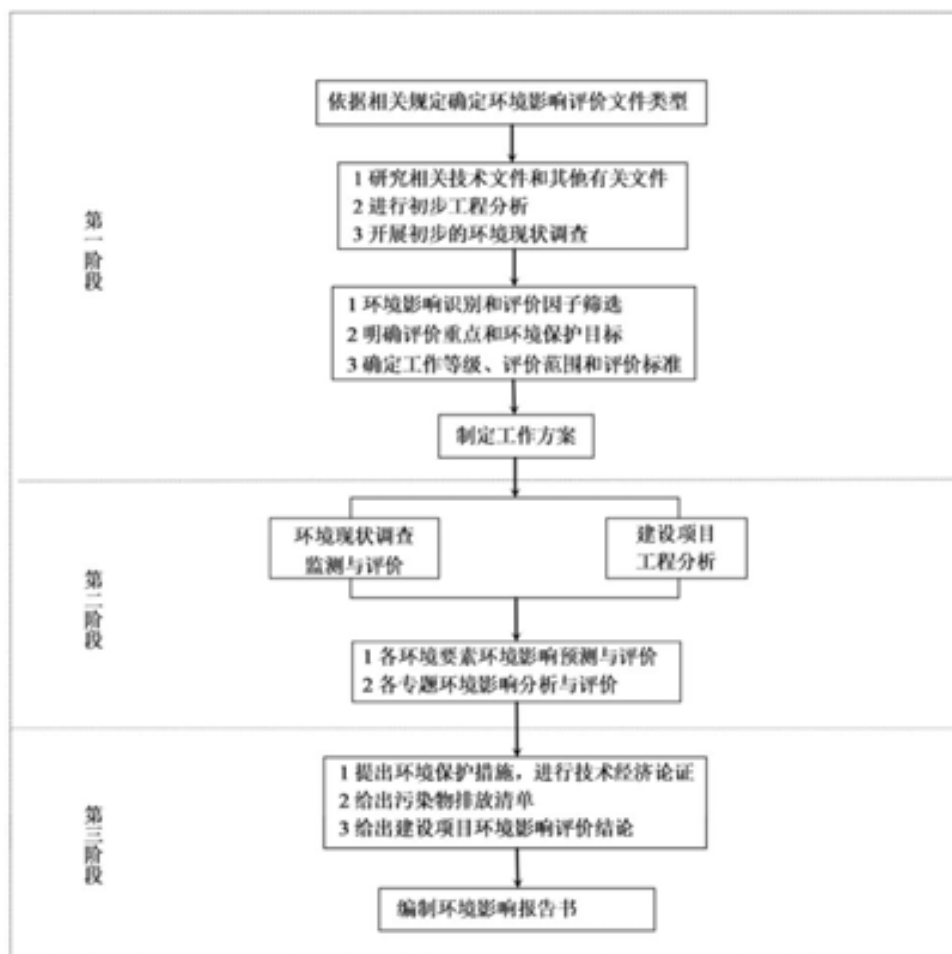 依据相关规定确定环境影响评价文件类型
1 研究相关技术文件和其他有关文件
2 进行初步工程分析
3 开展初步的环境现状调查
第一阶段
1 环境影响识别和评价因子筛选
2 明确评价重点和环境保护目标
3 确定工作等级、评价范围和评价标准
制定工作方案
环境现状调查
监测与评价
建设项目
工程分析
第二阶段
1 各环境要素环境影响预测与评价
2 各专题环境影响分析与评价
1 提出环境保护措施，进行技术经济论证
2 给出污染物排放清单
3 给出建设项目环境影响评价结论
第三阶段
编制环境影响报告书